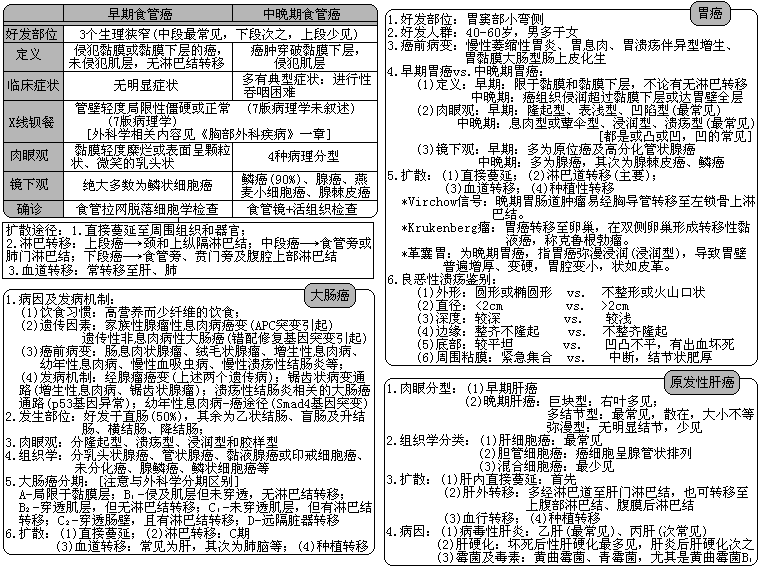 早期食管癌 中晚期食管癌
好发部位 3个生理狭窄(中段最常见,下段次之,上段少见)
定义 侵犯黏膜或黏膜下层的癌,未侵犯肌层,无淋巴结转移 癌肿穿破黏膜下层,侵犯肌层
临床症状 无明显症状 多有典型症状:进行性吞咽困难
X线钡餐 管壁轻度局限性僵硬或正常(7版病理学) (7版病理学未叙述)
[外科学相关内容见《胸部外科疾病》一章]
肉眼观 黏膜轻度糜烂或表面呈颗粒状、微笑的乳头状 4种病理分型
镜下观 绝大多数为鳞状细胞癌 鳞癌(90%)、腺癌、燕麦小细胞癌、腺棘皮癌
确诊 食管拉网脱落细胞学检查 食管镜+活组织检查
扩散途径:1.直接蔓延至周围组织和器官;
2.淋巴转移:上段癌→颈和上纵隔淋巴结;中段癌→食管旁或
肺门淋巴结;下段癌→食管旁、贲门旁及腹腔上部淋巴结
3.血道转移:常转移至肝、肺
大肠癌
1.病因及发病机制:
(1)饮食习惯:高营养而少纤维的饮食;
(2)遗传因素:家族性腺瘤性息肉病癌变(APC突变引起)
遗传性非息肉病性大肠癌(错配修复基因突变引起)
(3)癌前病变:肠息肉状腺瘤、绒毛状腺瘤、增生性息肉病、
幼年性息肉病、慢性血吸虫病、慢性溃疡性结肠炎等;
(4)发病机制:经腺瘤癌变(上述两个遗传病);锯齿状病变通
路(增生性息肉病、锯齿状腺瘤);溃疡性结肠炎相关的大肠癌
通路(p53基因异常);幼年性息肉病-癌途径(Smad4基因突变)
2.发生部位:好发于直肠(50%),其余为乙状结肠、盲肠及升结
肠、横结肠、降结肠;
3.肉眼观:分隆起型、溃疡型、浸润型和胶样型
4.组织学:分乳头状腺癌、管状腺癌、黏液腺癌或印戒细胞癌、
未分化癌、腺鳞癌、鳞状细胞癌等
5.大肠癌分期:[注意与外科学分期区别]
A-局限于黏膜层;B₁-侵及肌层但未穿透,无淋巴结转移;
B₂-穿透肌层,但无淋巴结转移;C₁-未穿透肌层,但有淋巴结
转移;C₂-穿透肠壁,且有淋巴结转移;D-远隔脏器转移
6.扩散:(1)直接蔓延;(2)淋巴转移:C期
(3)血道转移:常见为肝,其次为肺脑等;(4)种植转移
胃癌
1.好发部位:胃窦部小弯侧
2.好发人群:40-60岁,男多于女
3.癌前病变:慢性萎缩性胃炎、胃息肉、胃溃疡伴异型增生、
胃黏膜大肠型肠上皮化生
4.早期胃癌vs.中晚期胃癌:
(1)定义:早期:限于黏膜和黏膜下层,不论有无淋巴转移
中晚期:癌组织侵润超过黏膜下层或达胃壁全层
(2)肉眼观:早期:隆起型、表浅型、凹陷型(最常见)
中晚期:息肉型或蕈伞型、浸润型、溃疡型(最常见)
[都是或凸或凹,凹的常见]
(3)镜下观:早期:多为原位癌及高分化管状腺癌
中晚期:多为腺癌,其次为腺棘皮癌、鳞癌
5.扩散:(1)直接蔓延;(2)淋巴道转移(主要);
(3)血道转移;(4)种植性转移
*Virchow信号:晚期胃肠道肿瘤易经胸导管转移至左锁骨上淋
巴结。
*Krukenberg瘤:胃癌转移至卵巢,在双侧卵巢形成转移性黏
液癌,称克鲁根勃瘤。
*革囊胃:为晚期胃癌,指胃癌弥漫浸润(浸润型),导致胃壁
普遍增厚、变硬,胃腔变小,状如皮革。
6.良恶性溃疡鉴别:
(1)外形:圆形或椭圆形 vs. 不整形或火山口状
(2)直径:<2cm vs. >2cm
(3)深度:较深 vs. 较浅
(4)边缘:整齐不隆起 vs. 不整齐隆起
(5)底部:较平坦 vs. 凹凸不平,有出血坏死
(6)周围粘膜:紧急集合 vs. 中断,结节状肥厚
原发性肝癌
1.肉眼分型:(1)早期肝癌
(2)晚期肝癌:巨块型:右叶多见;
多结节型:最常见,散在,大小不等
弥漫型:无明显结节,少见
2.组织学分类:(1)肝细胞癌:最常见
(2)胆管细胞癌:癌细胞呈腺管状排列
(3)混合细胞癌:最少见
3.扩散:(1)肝内直接蔓延:首先
(2)肝外转移:多经淋巴道至肝门淋巴结,也可转移至
上腹部淋巴结、腹膜后淋巴结
(3)血行转移;(4)种植转移
4.病因:(1)病毒性肝炎:乙肝(最常见)、丙肝(次常见)
(2)肝硬化:坏死后性肝硬化最多见,肝炎后肝硬化次之
(3)霉菌及毒素:黄曲霉菌、青霉菌,尤其是黄曲霉菌B₁